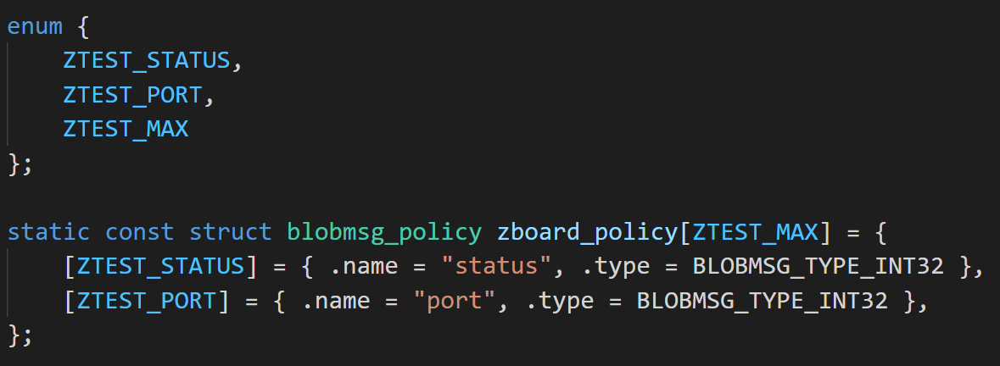 enum {
    ZTEST_STATUS,
    ZTEST_PORT,
    ZTEST_MAX
};
static const struct blobmsg_policy zboard_policy[ZTEST_MAX] = {
    [ZTEST_STATUS] = { .name = "status", .type = BLOBMSG_TYPE_INT32 },
    [ZTEST_PORT] = { .name = "port", .type = BLOBMSG_TYPE_INT32 },
};